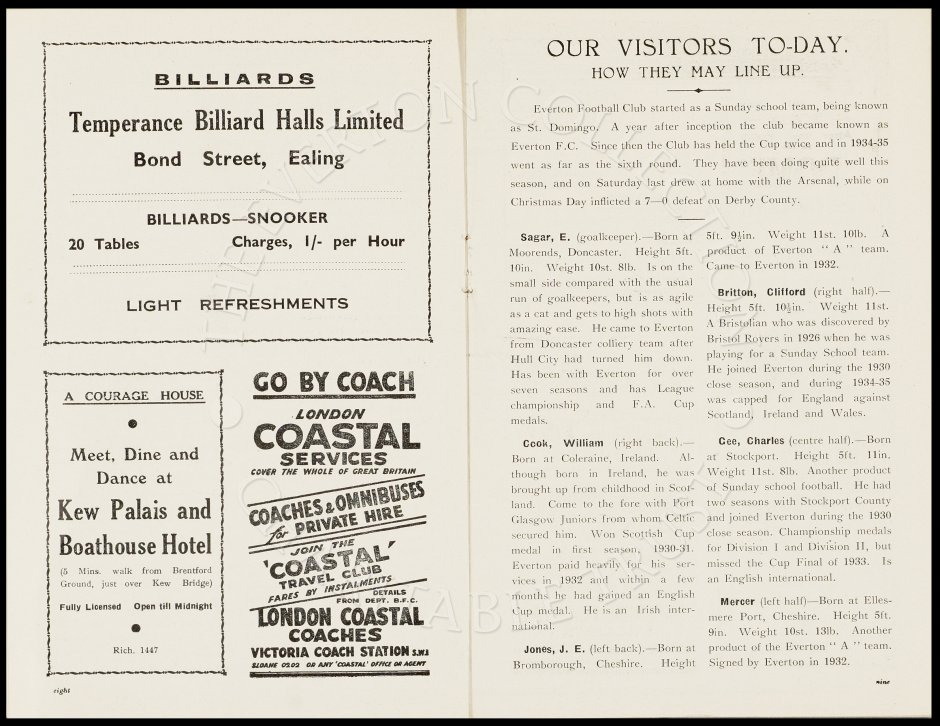 BILLIARDS
Temperance Billiard Halls Limited
Bond Street, Ealing
BILLIARDS—SNOOKER
20 Tables Charges, 1/- per Hour
LIGHT REFRESHMENTS
A COURAGE HOUSE
Meet, Dine and
Dance at
Kew Palais and
Boathouse Hotel
(5 Mins. walk from Brentford
Ground, just over Kew Bridge)
Fully Licensed Open till Midnight
Rich. 1447
GO BY COACH
LONDON
COASTAL
SERVICES
COVER THE WHOLE OF GREAT BRITAIN
COACHES & OMNIBUSES
for PRIVATE HIRE
JOIN THE
'COASTAL'
TRAVEL CLUB
FARES BY INSTALMENTS
DETAILS
FROM DEPT. B.F.C.
LONDON COASTAL
COACHES
VICTORIA COACH STATION S.W.1
SLOANE 0202 OR ANY 'COASTAL' OFFICE OR AGENT
eight
OUR VISITORS TO-DAY.
HOW THEY MAY LINE UP.
Everton Football Club started as a Sunday school team, being known
as St. Domingo. A year after inception the club became known as
Everton F.C. Since then the Club has held the Cup twice and in 1934-35
went as far as the sixth round. They have been doing quite well this
season, and on Saturday last drew at home with the Arsenal, while on
Christmas Day inflicted a 7—0 defeat on Derby County.
Sagar, E. (goalkeeper).—Born at
Moorends, Doncaster. Height 5ft.
10in. Weight 10st. 8lb. Is on the
small side compared with the usual
run of goalkeepers, but is as agile
as a cat and gets to high shots with
amazing ease. He came to Everton
from Doncaster colliery team after
Hull City had turned him down.
Has been with Everton for over
seven seasons and has League
championship and F.A. Cup
medals.
Cook, William (right back).—
Born at Coleraine, Ireland. Al-
though born in Ireland, he was
brought up from childhood in Scot-
land. Come to the fore with Port
Glasgow Juniors from whom Celtic
secured him. Won Scottish Cup
medal in first season, 1930-31.
Everton paid heavily for his ser-
vices in 1932 and within a few
months he had gained an English
Cup medal. He is an Irish inter-
national.
Jones, J. E. (left back).—Born at
Bromborough, Cheshire. Height
5ft. 9½in. Weight 11st. 10lb. A
product of Everton "A" team.
Came to Everton in 1932.
Britton, Clifford (right half).—
Height 5ft. 10¾in. Weight 11st.
A Bristolian who was discovered by
Bristol Rovers in 1926 when he was
playing for a Sunday School team.
He joined Everton during the 1930
close season, and during 1934-35
was capped for England against
Scotland, Ireland and Wales.
Gee, Charles (centre half).—Born
at Stockport. Height 5ft. 11in.
Weight 11st. 8lb. Another product
of Sunday school football. He had
two seasons with Stockport County
and joined Everton during the 1930
close season. Championship medals
for Division I and Division II, but
missed the Cup Final of 1933. Is
an English international.
Mercer (left half)—Born at Elles-
mere Port, Cheshire. Height 5ft.
9in. Weight 10st. 13lb. Another
product of the Everton "A" team.
Signed by Everton in 1932.
nine
THE EVERTON COLLECTION